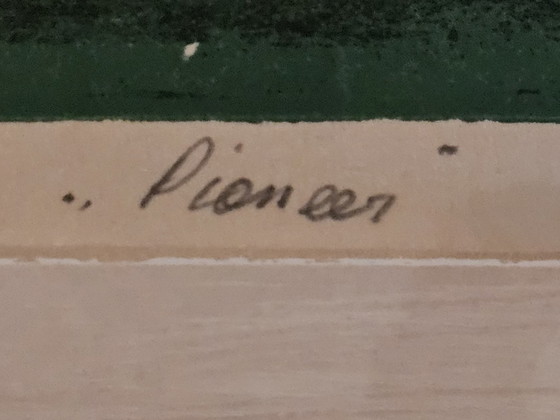 „ Pioneer "